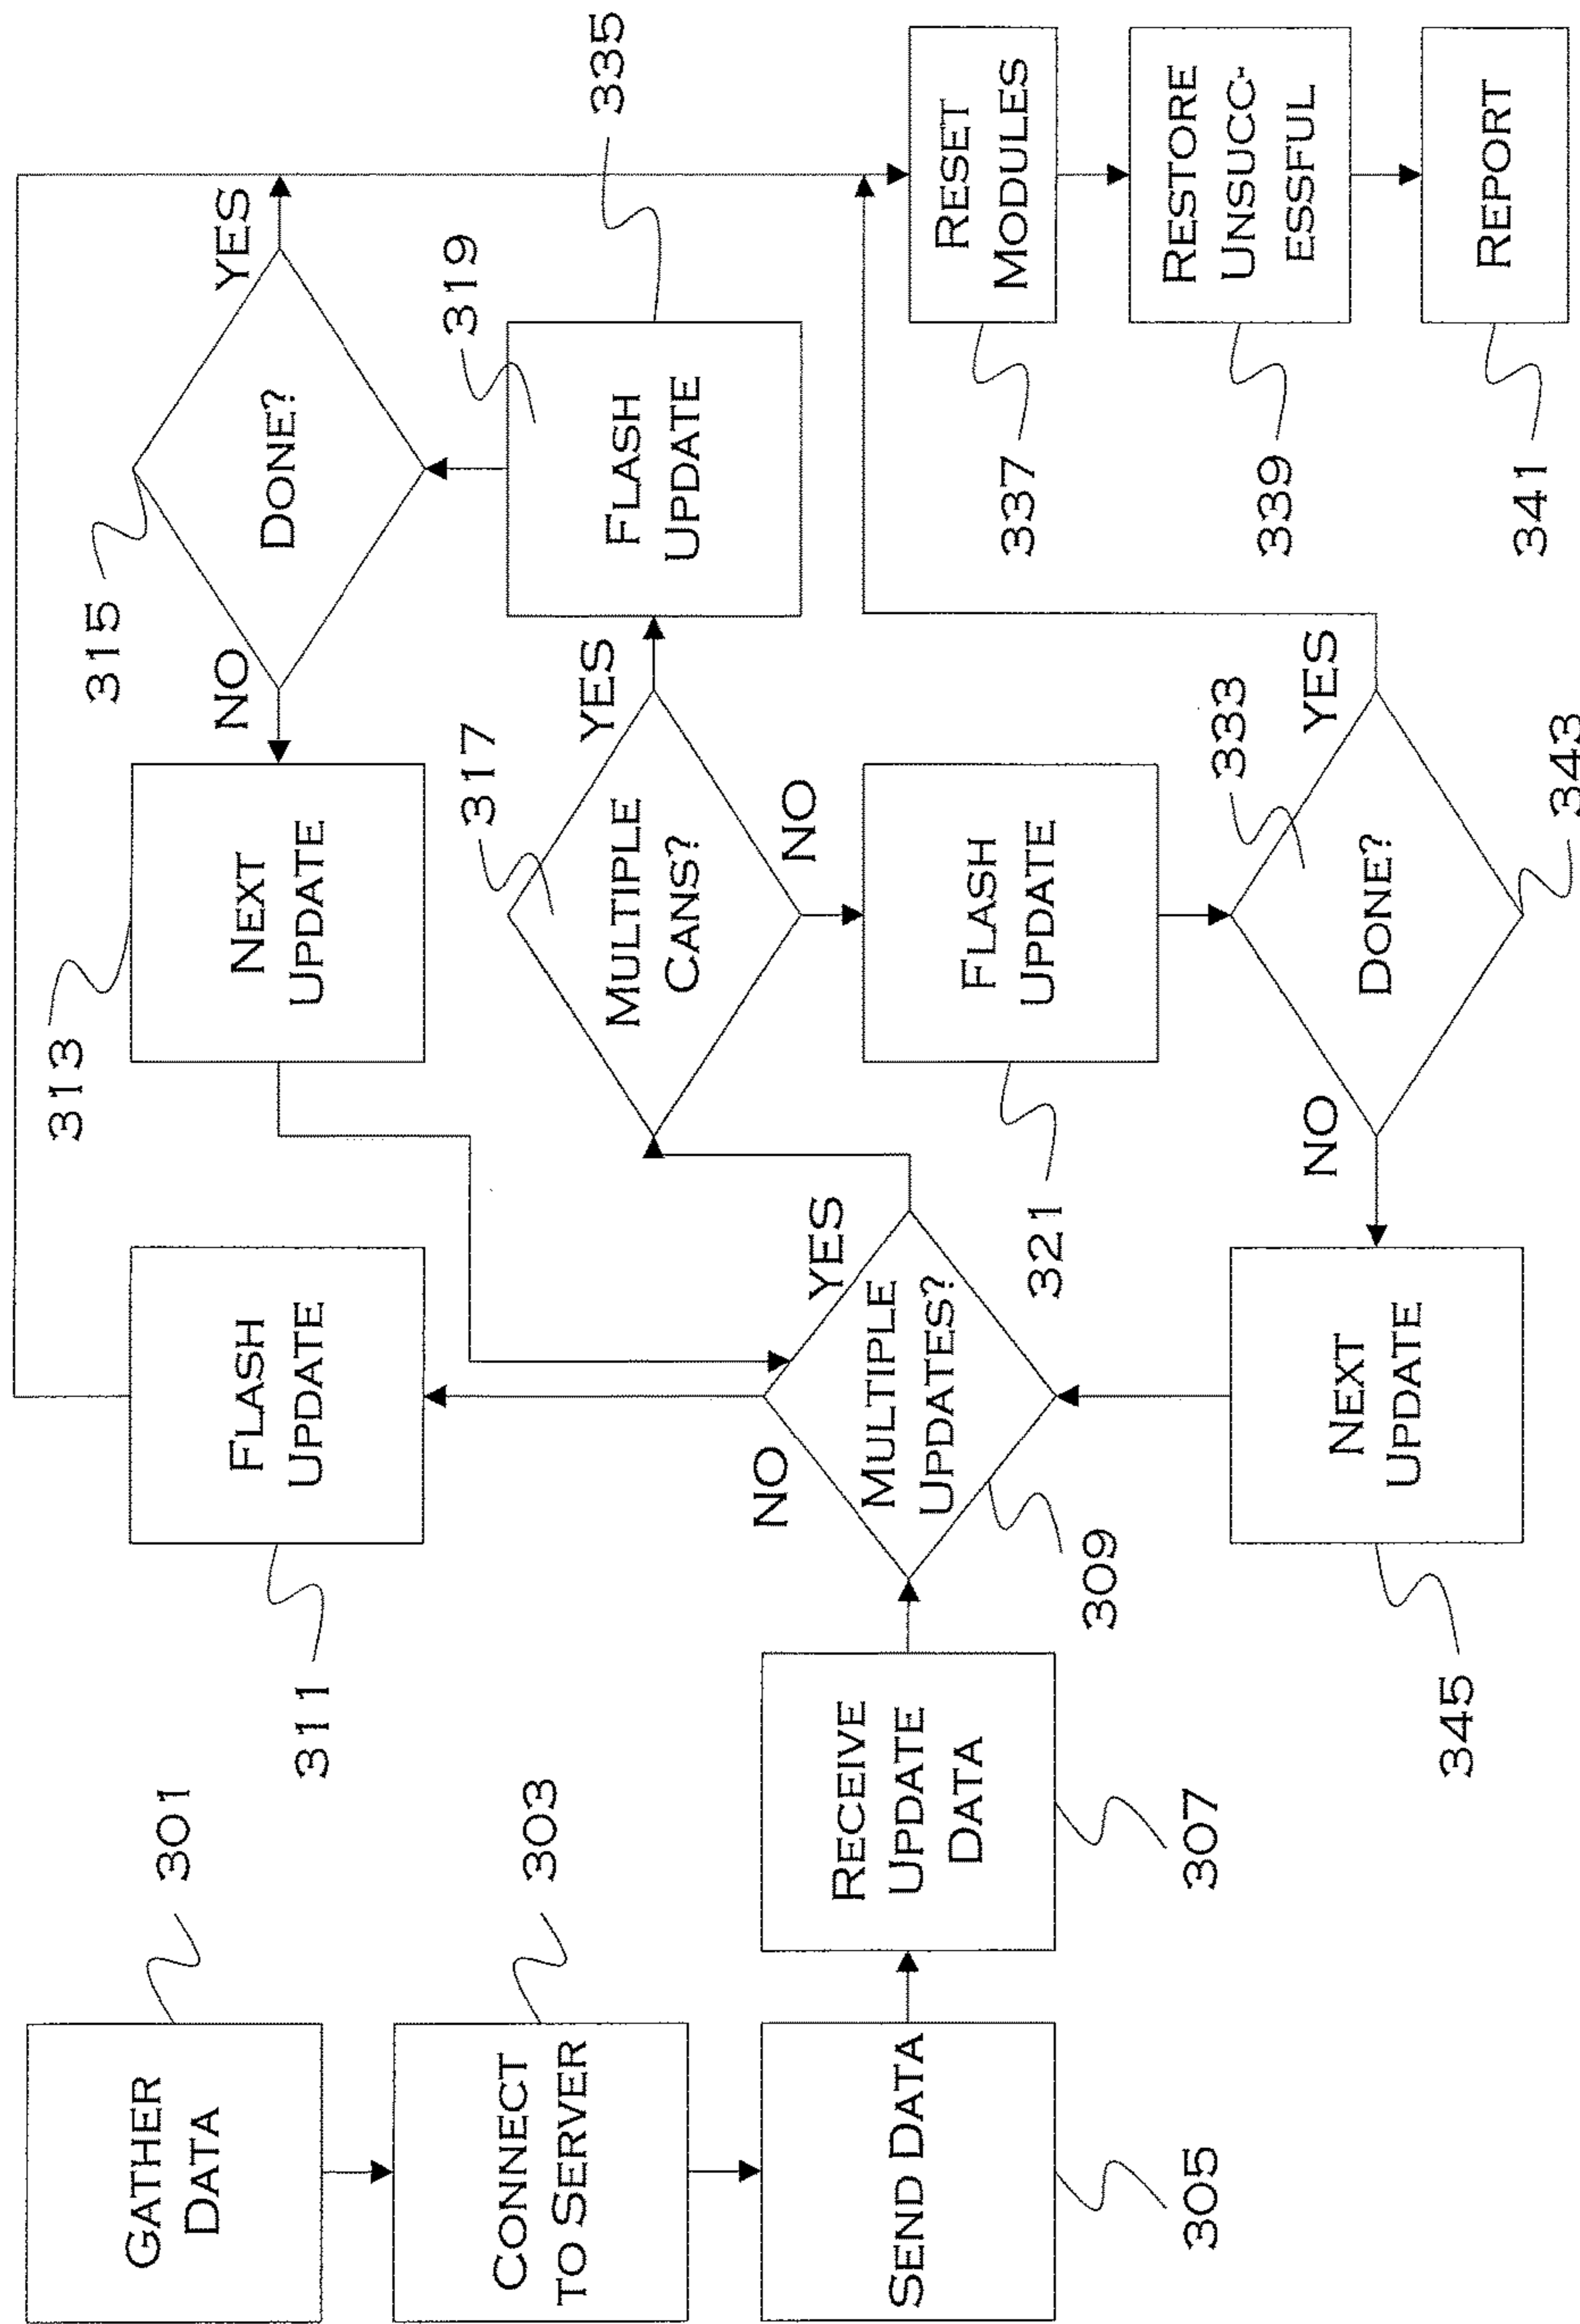 301
GATHER
DATA
303
CONNECT
TO SERVER
SEND DATA
305
RECEIVE
UPDATE
DATA
307
MULTIPLE
UPDATES?
309
NO
YES
FLASH
UPDATE
311
NEXT
UPDATE
345
313
NEXT
UPDATE
317
MULTIPLE
CANS?
YES
NO
FLASH
UPDATE
321
DONE?
333
343
NO
YES
315
DONE?
NO
YES
319
FLASH
UPDATE
335
RESET
MODULES
337
RESTORE
UNSUCC-
ESSFUL
339
REPORT
341